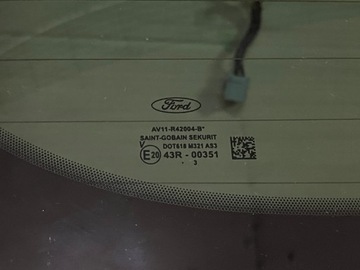 Ford
AV11-R42004-B*
SAINT-GOBAIN SEKURIT
V DOT618 M321 AS3
E20 43R - 00351
- 3